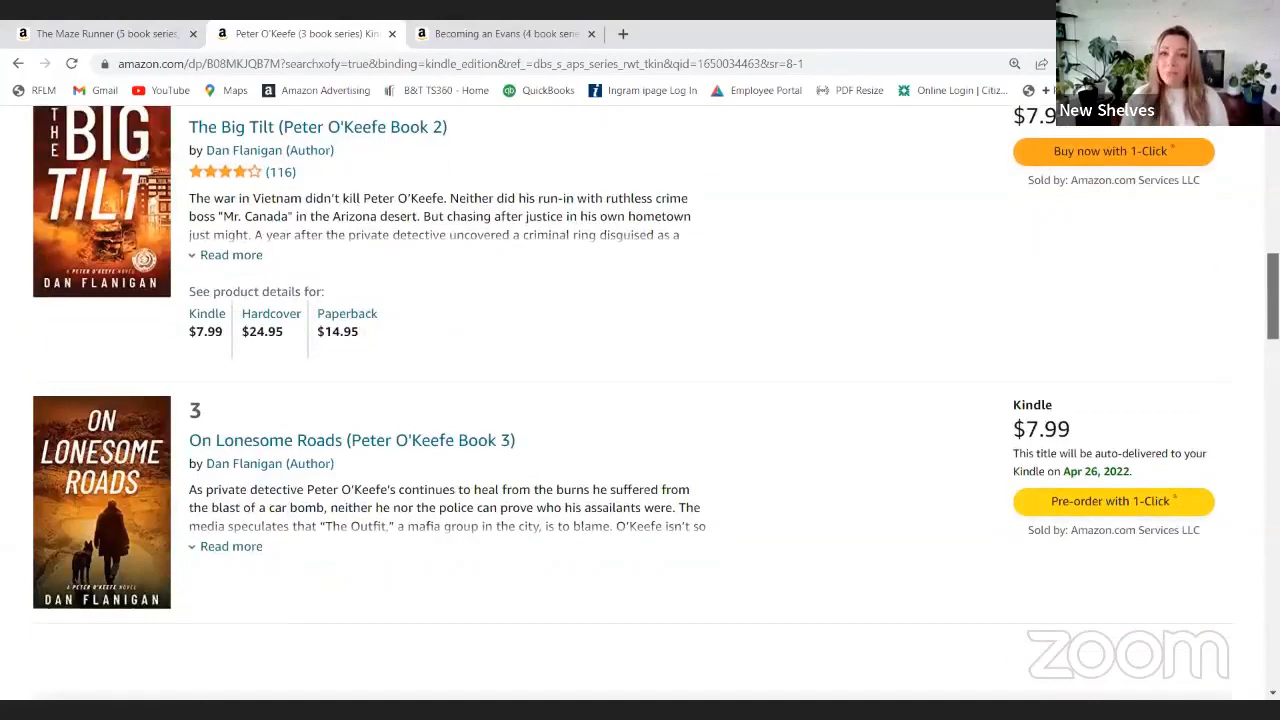 The Maze Runner (5 book series)
Peter O'Keefe (3 book series) Kin
Becoming an Evans (4 book serie
amazon.com/dp/B08MKJQB7M?searchxofy=true&binding=kindle_edition&ref_=dbs_s_aps_series_rwt_tkin&qid=1650034463&sr=8-1
RFLM
Gmail
YouTube
Maps
Amazon Advertising
B&T TS360 - Home
QuickBooks
Ingram ipage Log In
Employee Portal
PDF Resize
Online Login | Citiz...
New Shelves
THE
BIG
TILT
A PETER O'KEEFE NOVEL
DAN FLANIGAN
The Big Tilt (Peter O'Keefe Book 2)
by Dan Flanigan (Author)
(116)
The war in Vietnam didn't kill Peter O'Keefe. Neither did his run-in with ruthless crime
boss "Mr. Canada" in the Arizona desert. But chasing after justice in his own hometown
just might. A year after the private detective uncovered a criminal ring disguised as a
Read more
See product details for:
Kindle
$7.99
Hardcover
$24.95
Paperback
$14.95
$7.9
Buy now with 1-Click ®
Sold by: Amazon.com Services LLC
ON
LONESOME
ROADS
A PETER O'KEEFE NOVEL
DAN FLANIGAN
3
On Lonesome Roads (Peter O'Keefe Book 3)
by Dan Flanigan (Author)
As private detective Peter O'Keefe's continues to heal from the burns he suffered from
the blast of a car bomb, neither he nor the police can prove who his assailants were. The
media speculates that "The Outfit," a mafia group in the city, is to blame. O'Keefe isn't so
Read more
Kindle
$7.99
This title will be auto-delivered to your
Kindle on Apr 26, 2022.
Pre-order with 1-Click ®
Sold by: Amazon.com Services LLC
zoom